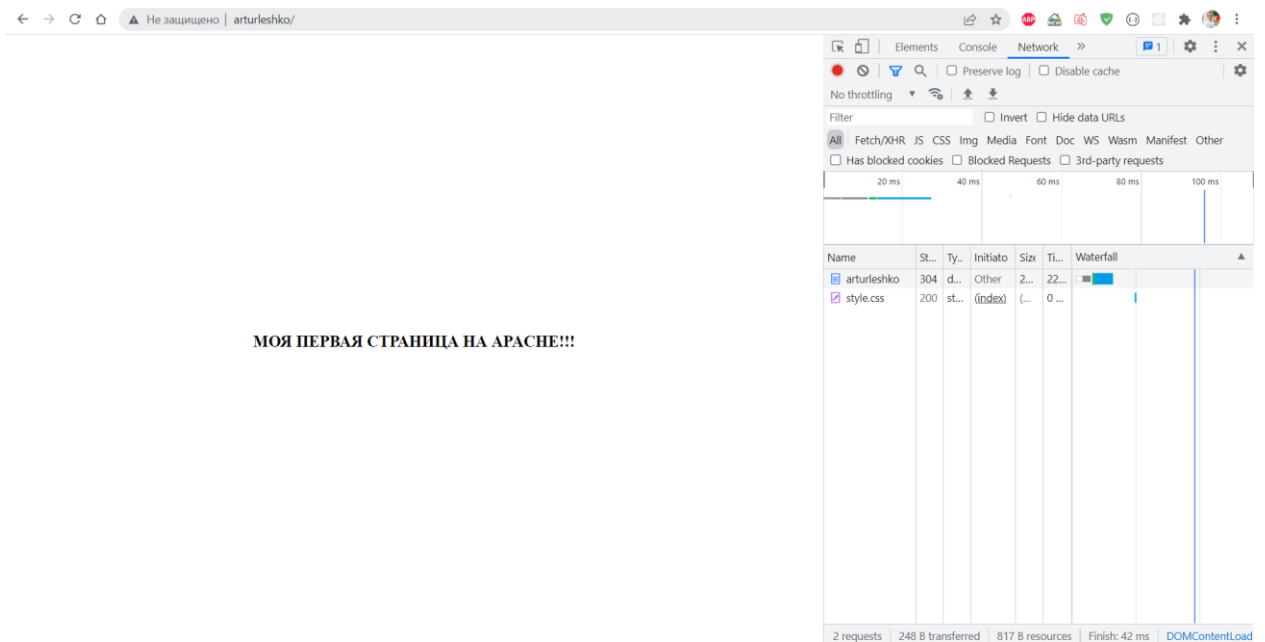 Не защищено | arturleshko/
ABP
NEW
Elements Console Network » 1
Preserve log Disable cache
No throttling
Filter Invert Hide data URLs
All Fetch/XHR JS CSS Img Media Font Doc WS Wasm Manifest Other
Has blocked cookies Blocked Requests 3rd-party requests
20 ms 40 ms 60 ms 80 ms 100 ms
Name St... Ty.. Initiato Size Ti... Waterfall
arturleshko 304 d... Other 2... 22...
style.css 200 st... (index) (... 0 ...
МОЯ ПЕРВАЯ СТРАНИЦА НА APACHE!!!
2 requests 248 B transferred 817 B resources Finish: 42 ms DOMContentLoad